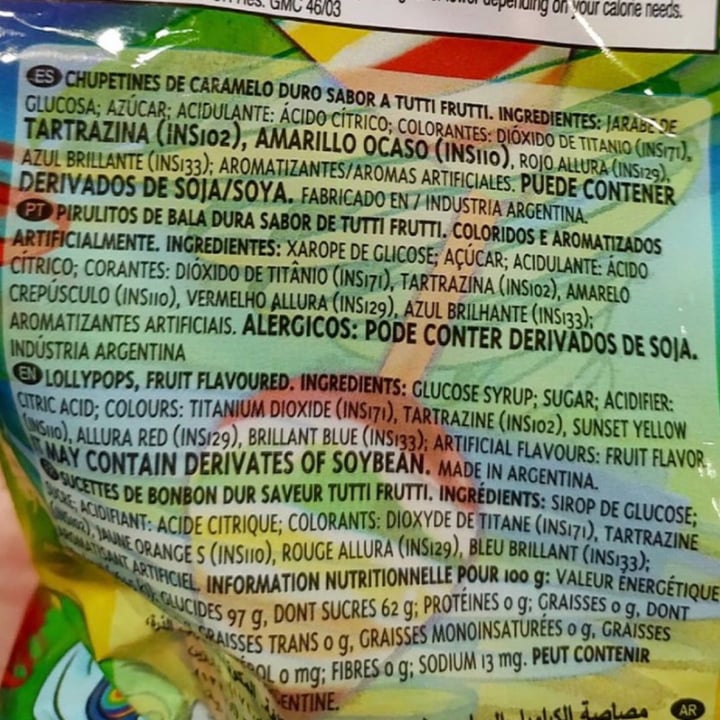 Res. GMC 46/03
depending on your calorie needs.
ES CHUPETINES DE CARAMELO DURO SABOR A TUTTI FRUTTI. INGREDIENTES: JARABE DE
GLUCOSA; AZÚCAR; ACIDULANTE: ÁCIDO CÍTRICO; COLORANTES: DIÓXIDO DE TITANIO (INS171),
TARTRAZINA (INS102), AMARILLO OCASO (INS110), ROJO ALLURA (INS129),
AZUL BRILLANTE (INS133); AROMATIZANTES/AROMAS ARTIFICIALES. PUEDE CONTENER
DERIVADOS DE SOJA/SOYA. FABRICADO EN / INDUSTRIA ARGENTINA.
PT PIRULITOS DE BALA DURA SABOR DE TUTTI FRUTTI. COLORIDOS E AROMATIZADOS
ARTIFICIALMENTE. INGREDIENTES: XAROPE DE GLICOSE; AÇÚCAR; ACIDULANTE: ÁCIDO
CÍTRICO; CORANTES: DIÓXIDO DE TITÂNIO (INS171), TARTRAZINA (INS102), AMARELO
CREPÚSCULO (INS110), VERMELHO ALLURA (INS129), AZUL BRILHANTE (INS133);
AROMATIZANTES ARTIFICIAIS. ALERGICOS: PODE CONTER DERIVADOS DE SOJA.
INDÚSTRIA ARGENTINA
EN LOLLYPOPS, FRUIT FLAVOURED. INGREDIENTS: GLUCOSE SYRUP; SUGAR; ACIDIFIER:
CITRIC ACID; COLOURS: TITANIUM DIOXIDE (INS171), TARTRAZINE (INS102), SUNSET YELLOW
(INS110), ALLURA RED (INS129), BRILLANT BLUE (INS133); ARTIFICIAL FLAVOURS: FRUIT FLAVOR.
IT MAY CONTAIN DERIVATES OF SOYBEAN. MADE IN ARGENTINA.
SUCETTES DE BONBON DUR SAVEUR TUTTI FRUTTI. INGRÉDIENTS: SIROP DE GLUCOSE;
SUCRE; ACIDIFIANT: ACIDE CITRIQUE; COLORANTS: DIOXYDE DE TITANE (INS171), TARTRAZINE
(INS102), JAUNE ORANGE S (INS110), ROUGE ALLURA (INS129), BLEU BRILLANT (INS133);
AROMATISANT ARTIFICIEL. INFORMATION NUTRITIONNELLE POUR 100 g: VALEUR ÉNERGÉTIQUE
GLUCIDES 97 g, DONT SUCRES 62 g; PROTÉINES 0 g; GRAISSES 0 g, DONT
GRAISSES TRANS 0 g, GRAISSES MONOINSATURÉES 0 g, GRAISSES
0 mg; FIBRES 0 g; SODIUM 13 mg. PEUT CONTENIR
AR